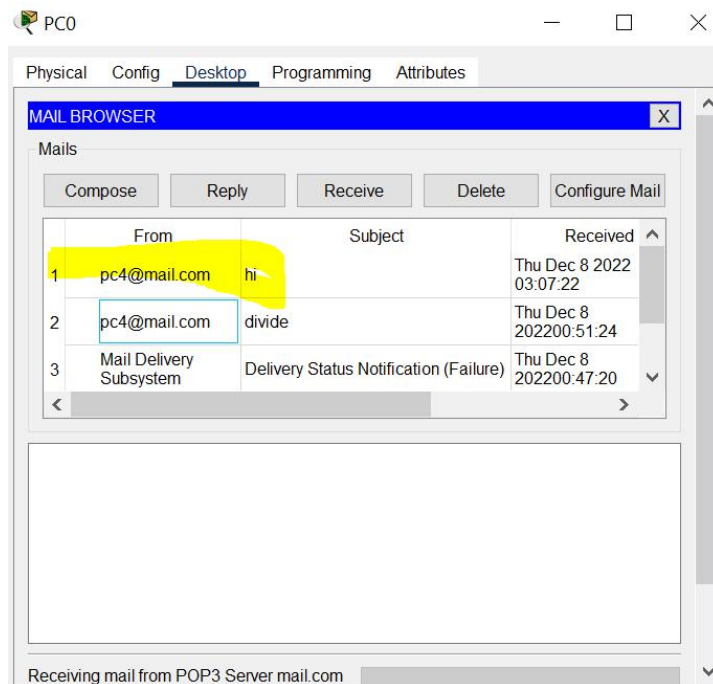 PC0
Physical Config Desktop Programming Attributes
MAIL BROWSER X
Mails
Compose Reply Receive Delete Configure Mail
From Subject Received
1 pc4@mail.com hi Thu Dec 8 2022
03:07:22
2 pc4@mail.com divide Thu Dec 8
202200:51:24
3 Mail Delivery
Subsystem Delivery Status Notification (Failure) Thu Dec 8
202200:47:20
Receiving mail from POP3 Server mail.com